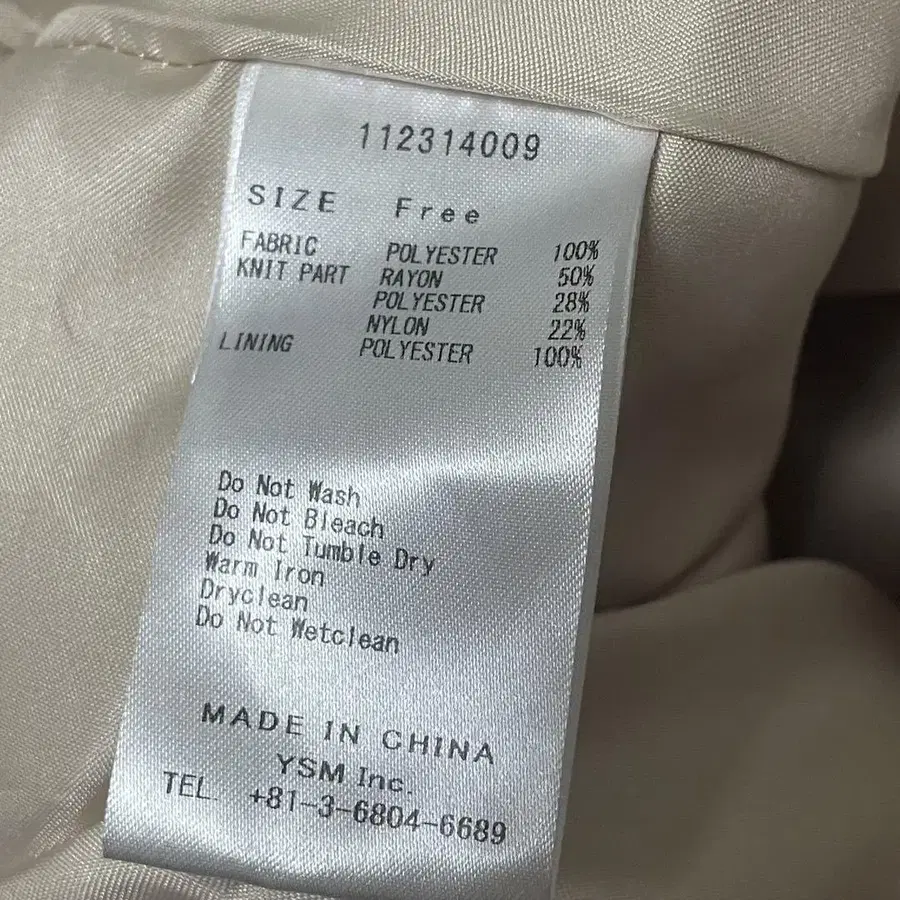 112314009
SIZE Free
FABRIC POLYESTER 100%
KNIT PART RAYON 50%
POLYESTER 28%
NYLON 22%
LINING POLYESTER 100%
Do Not Wash
Do Not Bleach
Do Not Tumble Dry
Warm Iron
Dryclean
Do Not Wetclean
MADE IN CHINA
YSM Inc.
TEL. +81-3-6804-6689